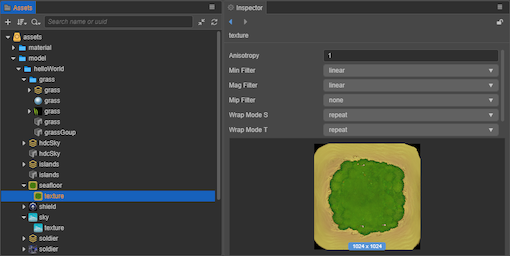 Assets
Search name or uuid
assets
material
model
helloWorld
grass
grass
grass
grass
grass
grassGoup
hdcSky
hdcSky
islands
islands
seafloor
texture
shield
sky
texture
soldier
soldier
Inspector
texture
Anisotropy 1
Min Filter linear
Mag Filter linear
Mip Filter none
Wrap Mode S repeat
Wrap Mode T repeat
1024 x 1024